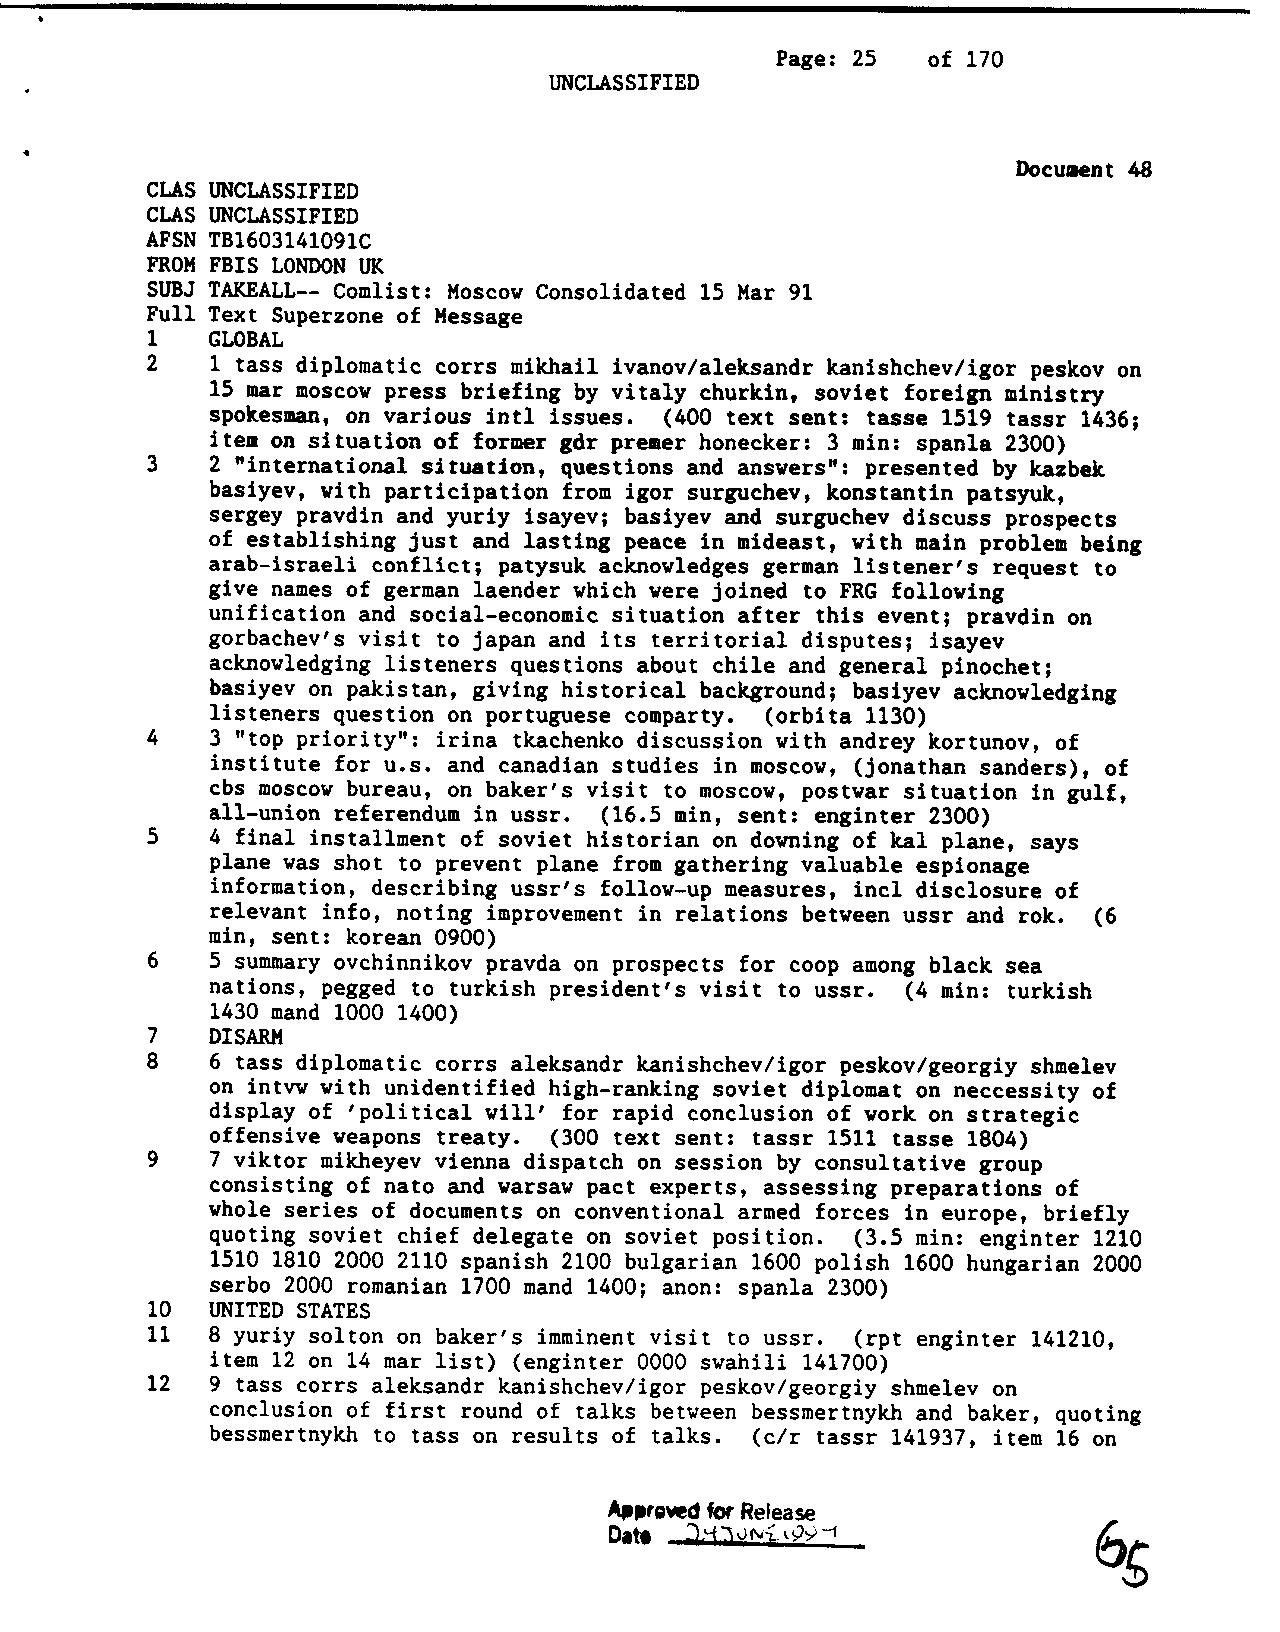 Page: 25 of 170
UNCLASSIFIED
Document 48
CLAS UNCLASSIFIED
CLAS UNCLASSIFIED
AFSN TB1603141091C
FROM FBIS LONDON UK
SUBJ TAKEALL-- Comlist: Moscow Consolidated 15 Mar 91
Full Text Superzone of Message
1 GLOBAL
2 1 tass diplomatic corrs mikhail ivanov/aleksandr kanishchev/igor peskov on
15 mar moscow press briefing by vitaly churkin, soviet foreign ministry
spokesman, on various intl issues. (400 text sent: tasse 1519 tassr 1436;
item on situation of former gdr premer honecker: 3 min: spanla 2300)
3 2 "international situation, questions and answers": presented by kazbek
basiyev, with participation from igor surguchev, konstantin patsyuk,
sergey pravdin and yuriy isayev; basiyev and surguchev discuss prospects
of establishing just and lasting peace in mideast, with main problem being
arab-israeli conflict; patysuk acknowledges german listener's request to
give names of german laender which were joined to FRG following
unification and social-economic situation after this event; pravdin on
gorbachev's visit to japan and its territorial disputes; isayev
acknowledging listeners questions about chile and general pinochet;
basiyev on pakistan, giving historical background; basiyev acknowledging
listeners question on portuguese comparty. (orbita 1130)
4 3 "top priority": irina tkachenko discussion with andrey kortunov, of
institute for u.s. and canadian studies in moscow, (jonathan sanders), of
cbs moscow bureau, on baker's visit to moscow, postwar situation in gulf,
all-union referendum in ussr. (16.5 min, sent: enginter 2300)
5 4 final installment of soviet historian on downing of kal plane, says
plane was shot to prevent plane from gathering valuable espionage
information, describing ussr's follow-up measures, incl disclosure of
relevant info, noting improvement in relations between ussr and rok. (6
min, sent: korean 0900)
6 5 summary ovchinnikov pravda on prospects for coop among black sea
nations, pegged to turkish president's visit to ussr. (4 min: turkish
1430 mand 1000 1400)
7 DISARM
8 6 tass diplomatic corrs aleksandr kanishchev/igor peskov/georgiy shmelev
on intvw with unidentified high-ranking soviet diplomat on neccessity of
display of 'political will' for rapid conclusion of work on strategic
offensive weapons treaty. (300 text sent: tassr 1511 tasse 1804)
9 7 viktor mikheyev vienna dispatch on session by consultative group
consisting of nato and warsaw pact experts, assessing preparations of
whole series of documents on conventional armed forces in europe, briefly
quoting soviet chief delegate on soviet position. (3.5 min: enginter 1210
1510 1810 2000 2110 spanish 2100 bulgarian 1600 polish 1600 hungarian 2000
serbo 2000 romanian 1700 mand 1400; anon: spanla 2300)
10 UNITED STATES
11 8 yuriy solton on baker's imminent visit to ussr. (rpt enginter 141210,
item 12 on 14 mar list) (enginter 0000 swahili 141700)
12 9 tass corrs aleksandr kanishchev/igor peskov/georgiy shmelev on
conclusion of first round of talks between bessmertnykh and baker, quoting
bessmertnykh to tass on results of talks. (c/r tassr 141937, item 16 on
Approved for Release
Date
65